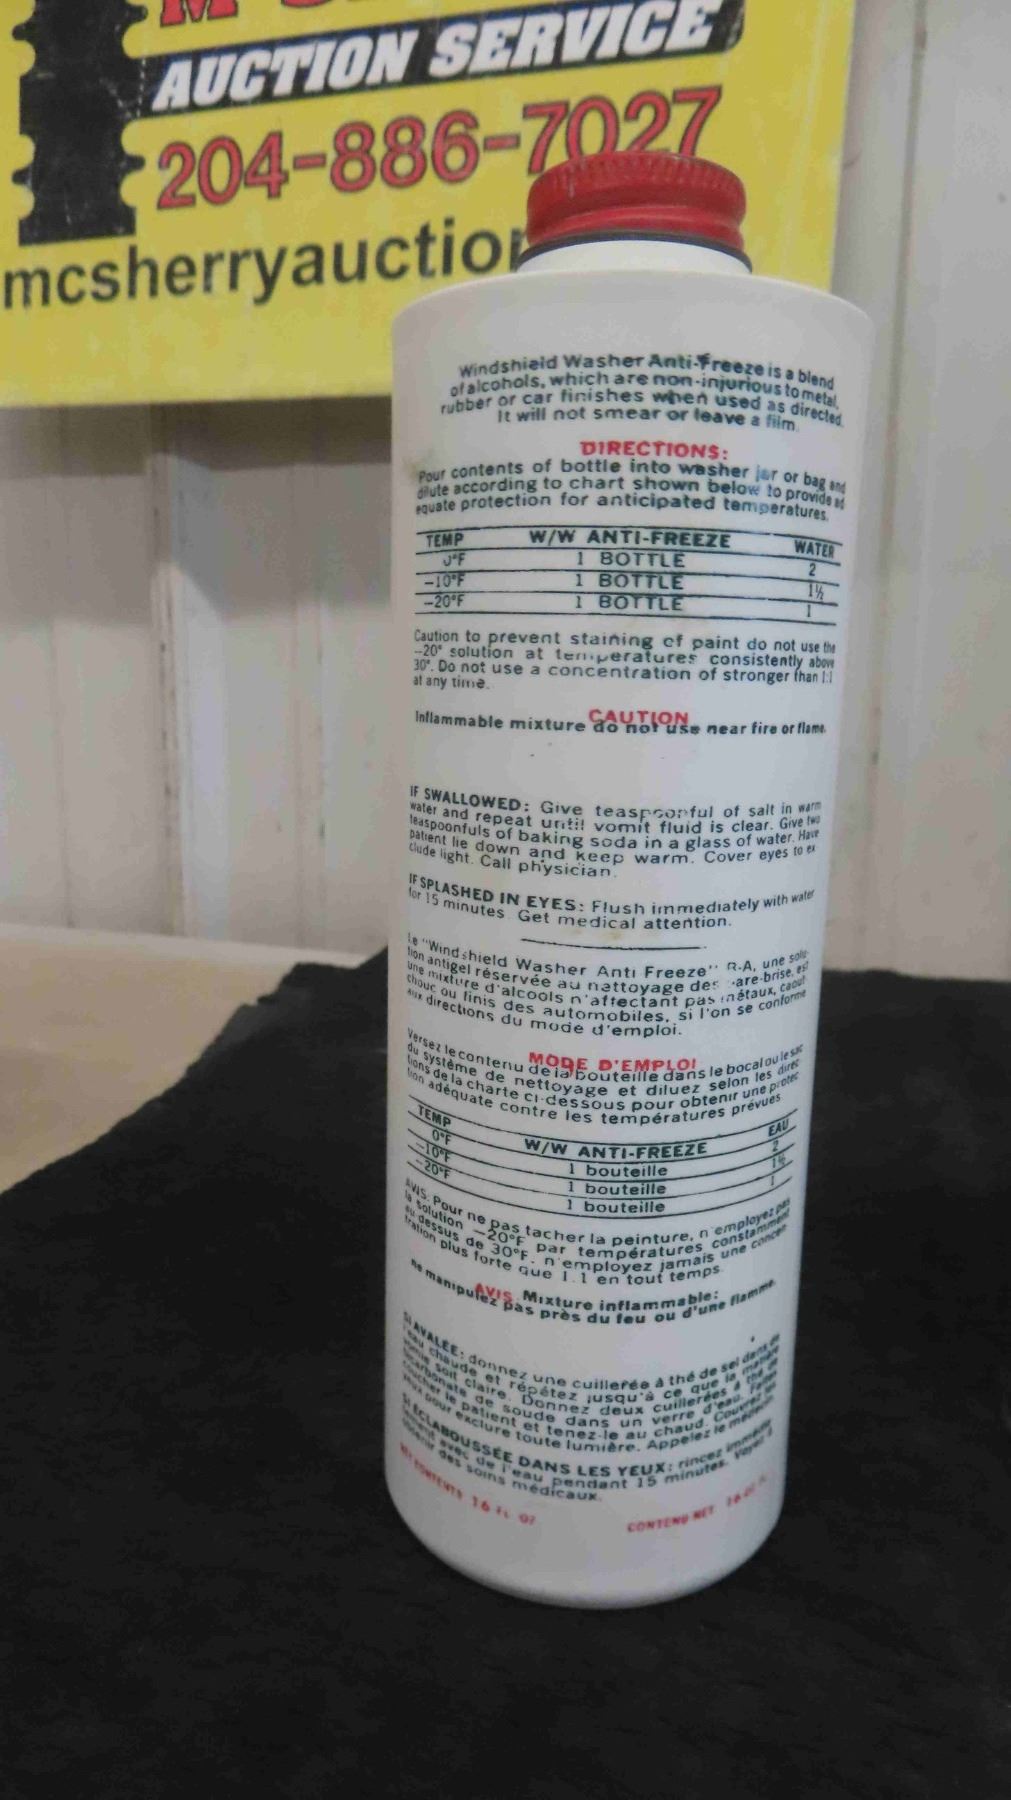 AUCTION SERVICE
204-886-7027
mcsherryauctio
Windshield Washer Anti-Freeze is a blend
of alcohols, which are non-injurious to metal,
rubber or car finishes when used as directed.
It will not smear or leave a film.
DIRECTIONS:
Pour contents of bottle into washer jar or bag and
dilute according to chart shown below to provide ad
equate protection for anticipated temperatures.
TEMP W/W ANTI-FREEZE WATER
0°F 1 BOTTLE 2
-10°F 1 BOTTLE 1½
-20°F 1 BOTTLE 1
Caution to prevent staining of paint do not use the
-20° solution at temperatures consistently above
30°. Do not use a concentration of stronger than 1:1
at any time.
CAUTION
Inflammable mixture do not use near fire or flame.
IF SWALLOWED: Give teaspoonful of salt in warm
water and repeat until vomit fluid is clear. Give two
teaspoonfuls of baking soda in a glass of water. Have
patient lie down and keep warm. Cover eyes to ex
clude light. Call physician.
IF SPLASHED IN EYES: Flush immediately with water
for 15 minutes. Get medical attention.
Le "Windshield Washer Anti Freeze" R-A, une solu-
tion antigel réservée au nettoyage des pare-brise, est
une mixture d'alcools n'affectant pas métaux, caout-
chouc ou finis des automobiles, si l'on se conforme
aux directions du mode d'emploi.
MODE D'EMPLOI
Versez le contenu de la bouteille dans le bocal ou le sac
du système de nettoyage et diluez selon les direc-
tions de la charte ci-dessous pour obtenir une protec
tion adéquate contre les températures prévues.
TEMP W/W ANTI-FREEZE EAU
0°F 1 bouteille 2
-10°F 1 bouteille 1½
-20°F 1 bouteille 1
AVIS: Pour ne pas tacher la peinture, n'employez pas
la solution -20°F par températures constamment
au dessus de 30°F. n'employez jamais une concen-
tration plus forte que 1.1 en tout temps.
AVIS Mixture inflammable:
ne manipulez pas près du feu ou d'une flamme.
SI AVALÉE: donnez une cuillerée à thé de sel dans de
l'eau chaude et répétez jusqu'à ce que la matière
vomie soit claire. Donnez deux cuillerées à thé de
bicarbonate de soude dans un verre d'eau. Faites
coucher le patient et tenez-le au chaud. Couvrez les
yeux pour exclure toute lumière. Appelez le médecin.
SI ÉCLABOUSSÉE DANS LES YEUX: rincez immédia
tement avec de l'eau pendant 15 minutes. Voyez à
obtenir des soins médicaux.
NET CONTENTS 16 FL OZ CONTENU NET 16